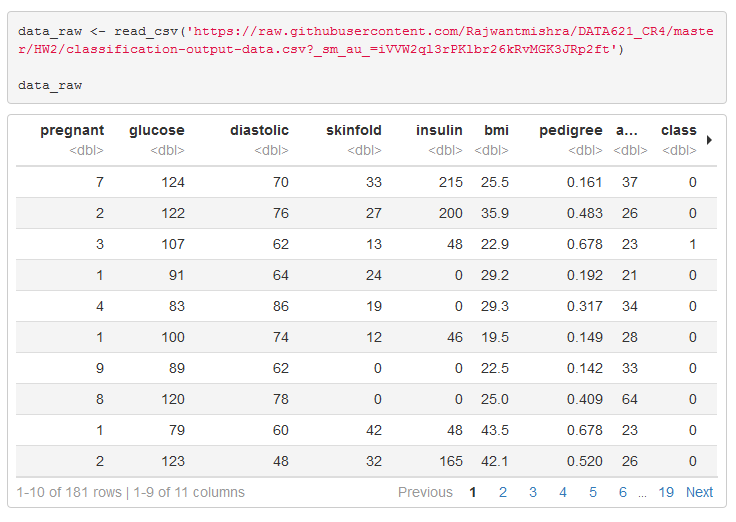 data_raw <- read_csv('https://raw.githubusercontent.com/Rajwantmishra/DATA621_CR4/maste
r/HW2/classification-output-data.csv?_sm_au_=iVVW2ql3rPKlbr26kRvMGK3JRp2ft')
data_raw
pregnant glucose diastolic skinfold insulin bmi pedigree a... class
<dbl> <dbl> <dbl> <dbl> <dbl> <dbl> <dbl> <dbl> <dbl>
7 124 70 33 215 25.5 0.161 37 0
2 122 76 27 200 35.9 0.483 26 0
3 107 62 13 48 22.9 0.678 23 1
1 91 64 24 0 29.2 0.192 21 0
4 83 86 19 0 29.3 0.317 34 0
1 100 74 12 46 19.5 0.149 28 0
9 89 62 0 0 22.5 0.142 33 0
8 120 78 0 0 25.0 0.409 64 0
1 79 60 42 48 43.5 0.678 23 0
2 123 48 32 165 42.1 0.520 26 0
1-10 of 181 rows | 1-9 of 11 columns Previous 1 2 3 4 5 6 ... 19 Next